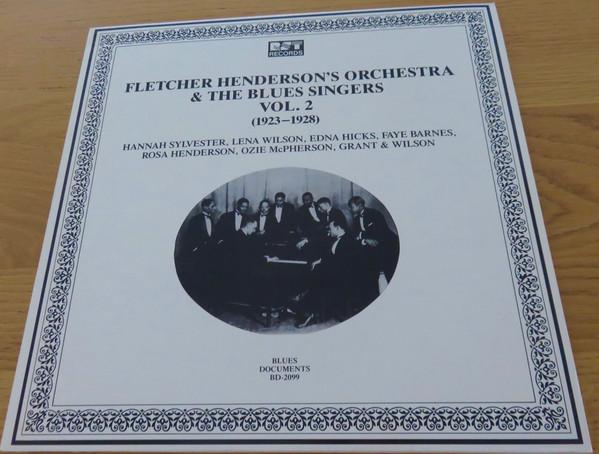 RST
RECORDS
FLETCHER HENDERSON'S ORCHESTRA
& THE BLUES SINGERS
VOL. 2
(1923–1928)
HANNAH SYLVESTER, LENA WILSON, EDNA HICKS, FAYE BARNES,
ROSA HENDERSON, OZIE McPHERSON, GRANT & WILSON
BLUES
DOCUMENTS
BD-2099